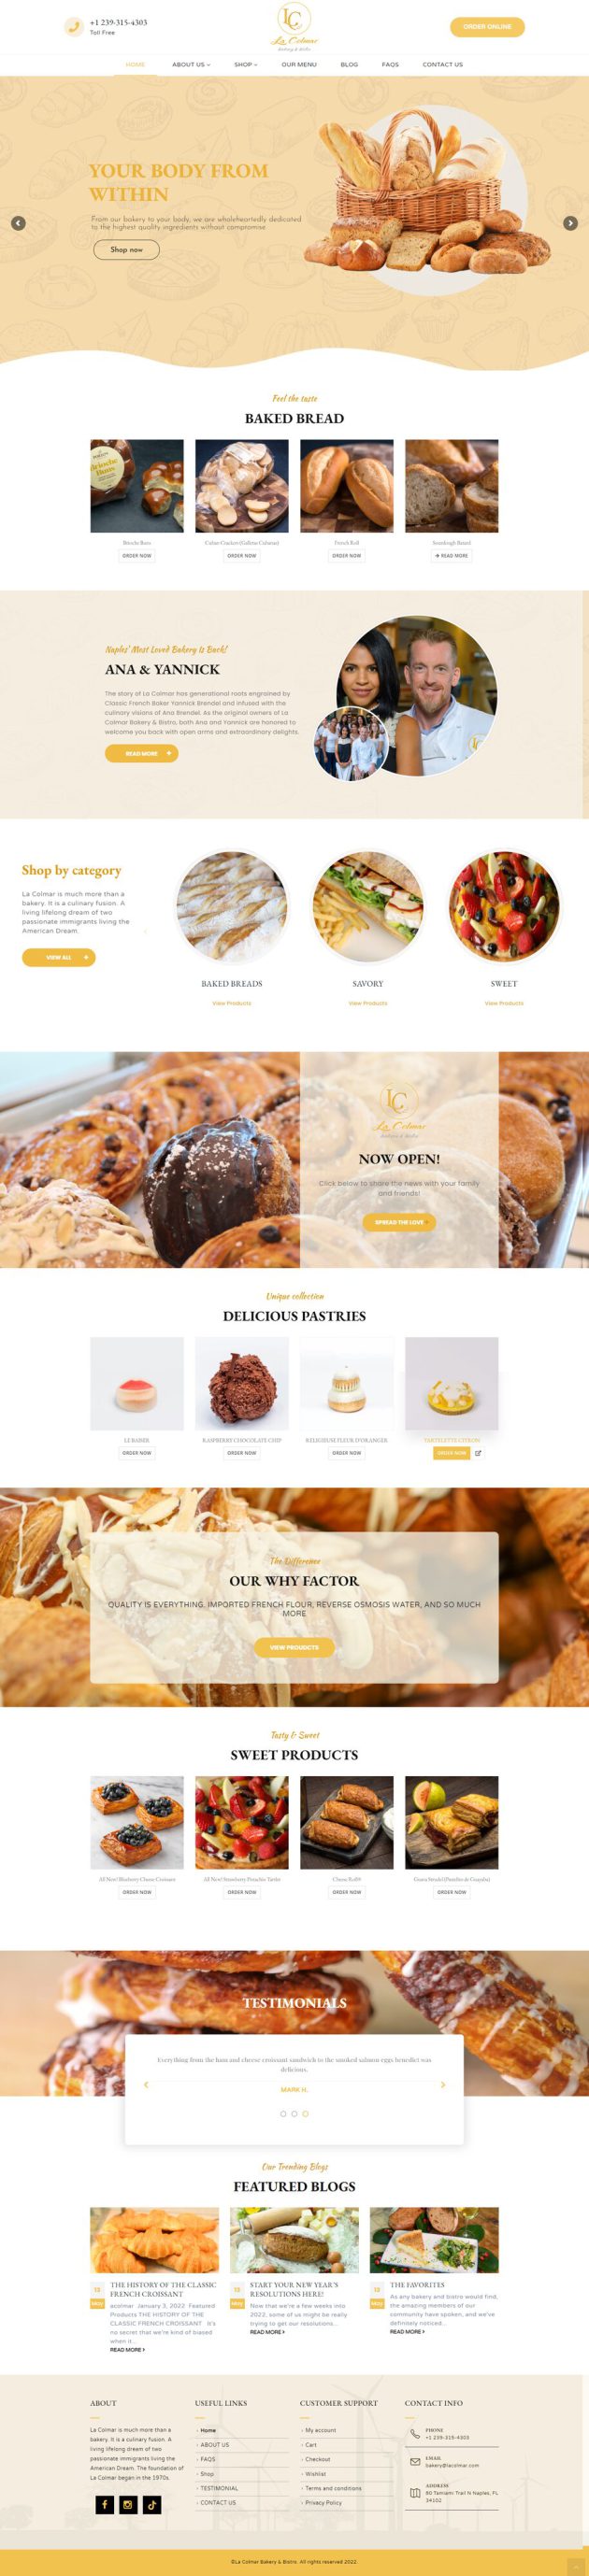 +1 239-315-4303
Toll Free
LC
La Colmar
Bakery & Bistro
ORDER ONLINE
HOME
ABOUT US
SHOP
OUR MENU
BLOG
FAQS
CONTACT US
YOUR BODY FROM
WITHIN
From our bakery to your body, we are wholeheartedly dedicated
to the highest quality ingredients without compromise
Shop now
Feel the taste
BAKED BREAD
Brioche Buns
Cuban Crackers (Galletas Cubanas)
French Roll
Sourdough Batard
ORDER NOW
ORDER NOW
ORDER NOW
READ MORE
Naples' Most Loved Bakery Is Back!
ANA & YANNICK
The story of La Colmar has generational roots engrained by
Classic French Baker Yannick Brendel and infused with the
culinary visions of Ana Brendel. As the original owners of La
Colmar Bakery & Bistro, both Ana and Yannick are honored to
welcome you back with open arms and extraordinary delights.
READ MORE
Shop by category
La Colmar is much more than a
bakery. It is a culinary fusion. A
living lifelong dream of two
passionate immigrants living the
American Dream.
VIEW ALL
BAKED BREADS
SAVORY
SWEET
View Products
View Products
View Products
LC
La Colmar
Bakery & Bistro
NOW OPEN!
Click below to share the news with your family
and friends!
SPREAD THE LOVE
Unique collection
DELICIOUS PASTRIES
LE BAISER
RASPBERRY CHOCOLATE CHIP
RELIGIEUSE FLEUR D'ORANGER
TARTELETTE CITRON
ORDER NOW
ORDER NOW
ORDER NOW
ORDER NOW
The Difference
OUR WHY FACTOR
QUALITY IS EVERYTHING. IMPORTED FRENCH FLOUR, REVERSE OSMOSIS WATER, AND SO MUCH
MORE
VIEW PRODUCTS
Tasty & Sweet
SWEET PRODUCTS
All New! Blueberry Cheese Croissant
All New! Strawberry Pistachio Tartlet
Guava Strudel (Pastelito de Guayaba)
ORDER NOW
ORDER NOW
ORDER NOW
ORDER NOW
TESTIMONIALS
Everything from the ham and cheese croissant sandwich to the smoked salmon eggs benedict was
delicious.
MARK H.
Our Trending Blogs
FEATURED BLOGS
THE HISTORY OF THE CLASSIC
FRENCH CROISSANT
acolmar January 3, 2022 Featured
Products THE HISTORY OF THE
CLASSIC FRENCH CROISSANT It's
no secret that we're kind of biased
when it...
READ MORE
START YOUR NEW YEAR'S
RESOLUTIONS HERE!
Now that we're a few weeks into
2022, some of us might be really
trying to get our resolutions...
READ MORE
THE FAVORITES
As any bakery and bistro would find,
the amazing members of our
community have spoken, and we've
definitely noticed...
READ MORE
ABOUT
La Colmar is much more than a
bakery. It is a culinary fusion. A
living lifelong dream of two
passionate immigrants living the
American Dream. The foundation of
La Colmar began in the 1970s.
USEFUL LINKS
Home
ABOUT US
FAQS
Shop
TESTIMONIAL
CONTACT US
CUSTOMER SUPPORT
My account
Cart
Checkout
Wishlist
Terms and conditions
Privacy Policy
CONTACT INFO
PHONE
+1 239-315-4303
EMAIL
bakery@lacolmar.com
ADDRESS
80 Tamiami Trail N Naples, FL
34102
©La Colmar Bakery & Bistro. All rights reserved 2022.